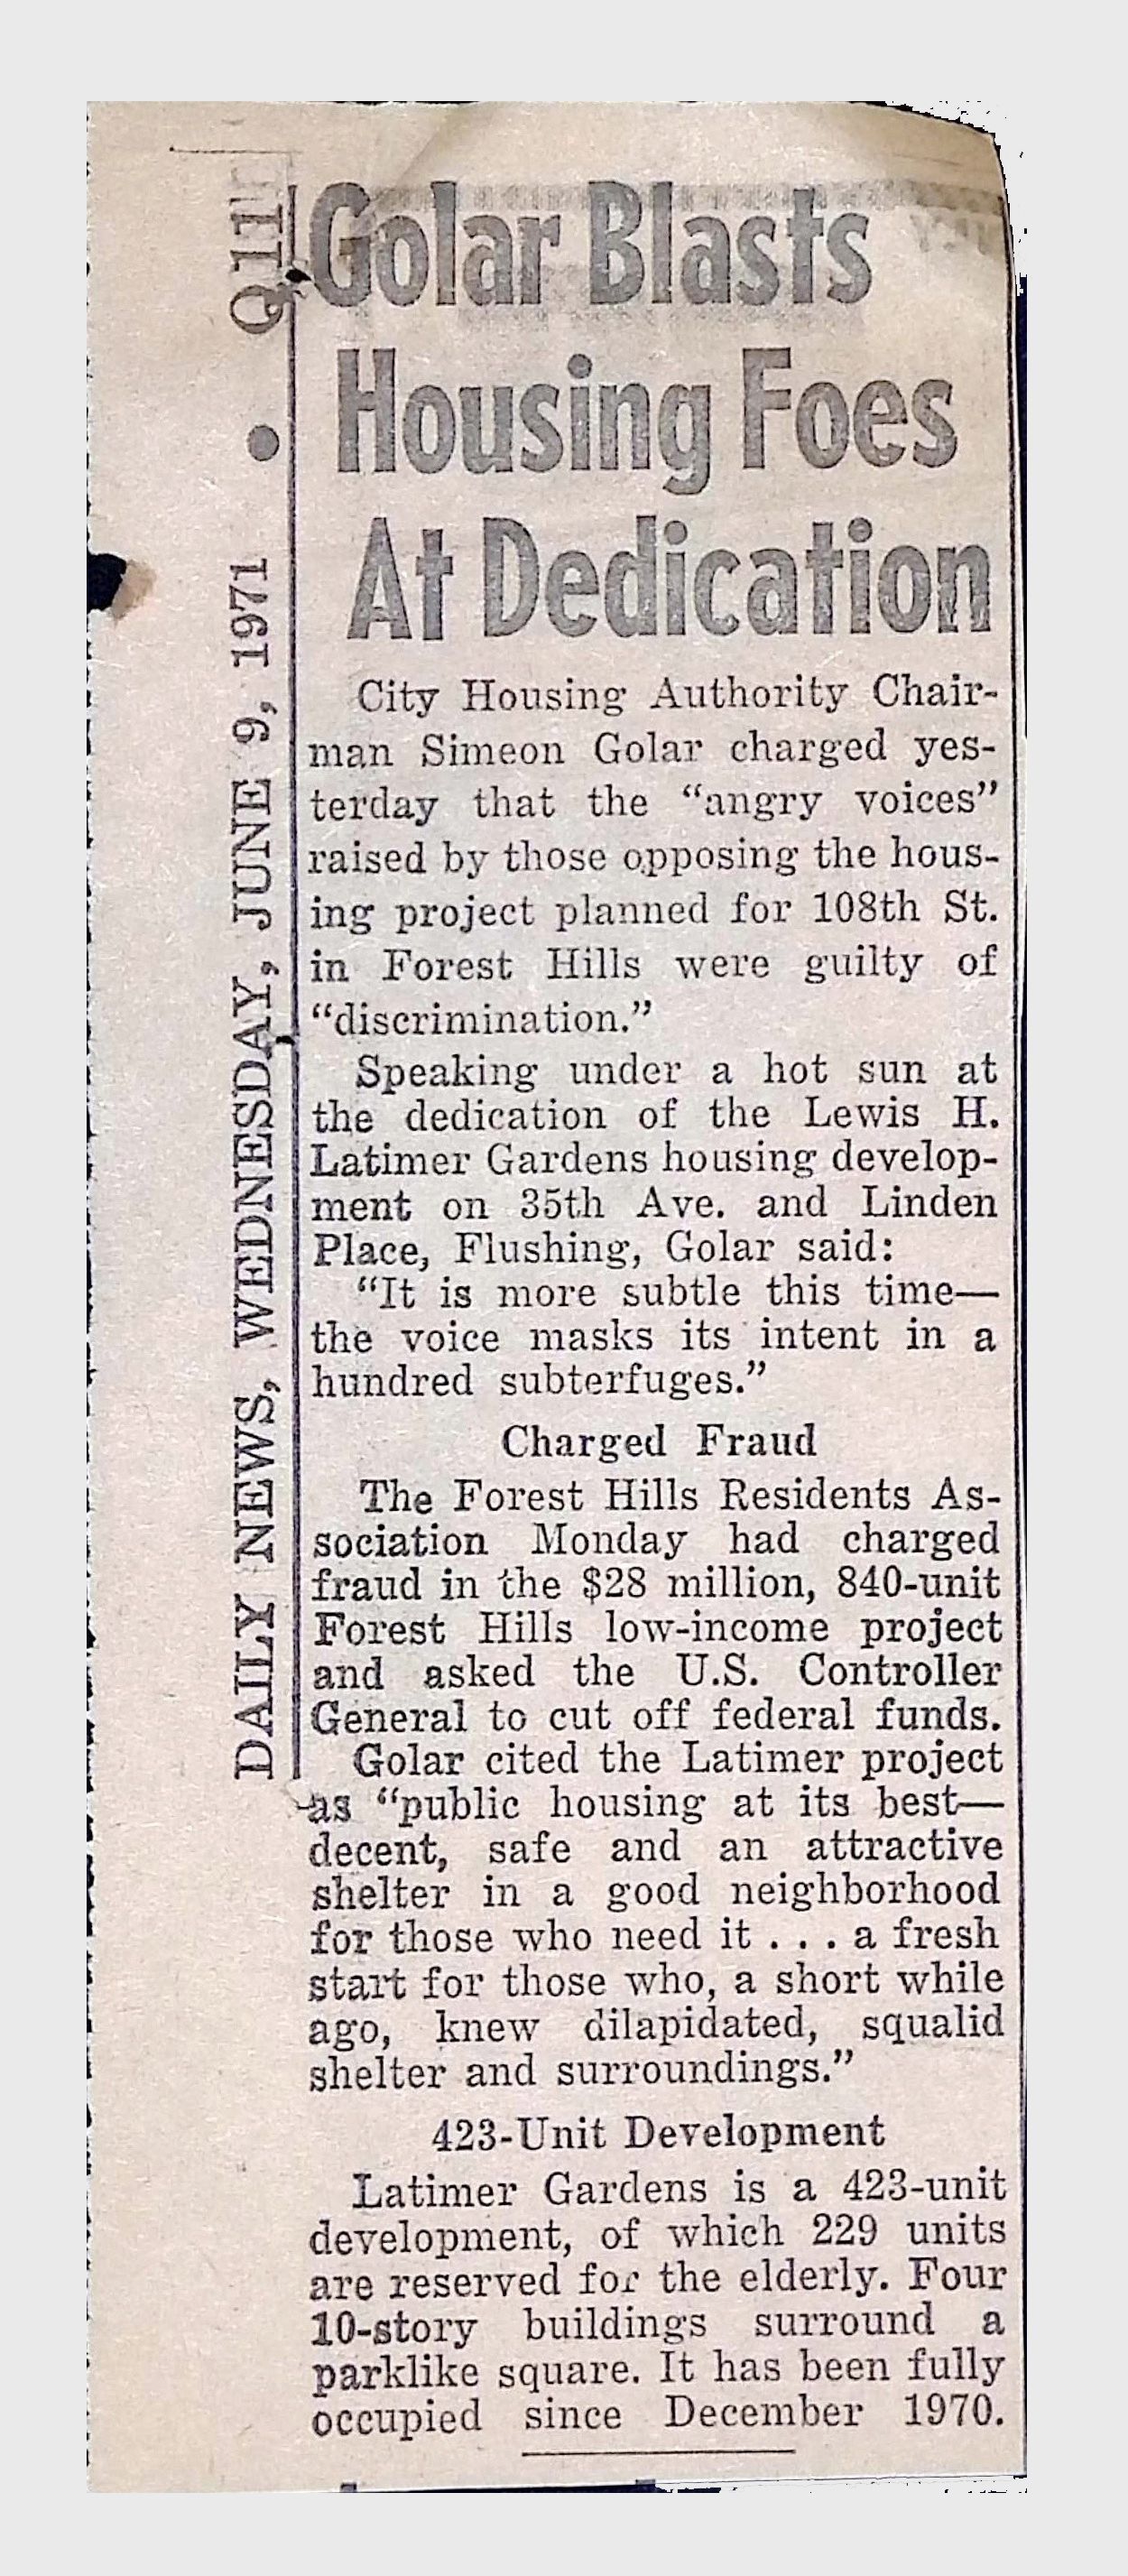 DAILY NEWS, WEDNESDAY, JUNE 9, 1971 • Q11
Golar Blasts
Housing Foes
At Dedication
City Housing Authority Chair-
man Simeon Golar charged yes-
terday that the “angry voices”
raised by those opposing the hous-
ing project planned for 108th St.
in Forest Hills were guilty of
“discrimination.”
Speaking under a hot sun at
the dedication of the Lewis H.
Latimer Gardens housing develop-
ment on 35th Ave. and Linden
Place, Flushing, Golar said:
“It is more subtle this time—
the voice masks its intent in a
hundred subterfuges.”
Charged Fraud
The Forest Hills Residents As-
sociation Monday had charged
fraud in the $28 million, 840-unit
Forest Hills low-income project
and asked the U.S. Controller
General to cut off federal funds.
Golar cited the Latimer project
as “public housing at its best—
decent, safe and an attractive
shelter in a good neighborhood
for those who need it . . . a fresh
start for those who, a short while
ago, knew dilapidated, squalid
shelter and surroundings.”
423-Unit Development
Latimer Gardens is a 423-unit
development, of which 229 units
are reserved for the elderly. Four
10-story buildings surround a
parklike square. It has been fully
occupied since December 1970.